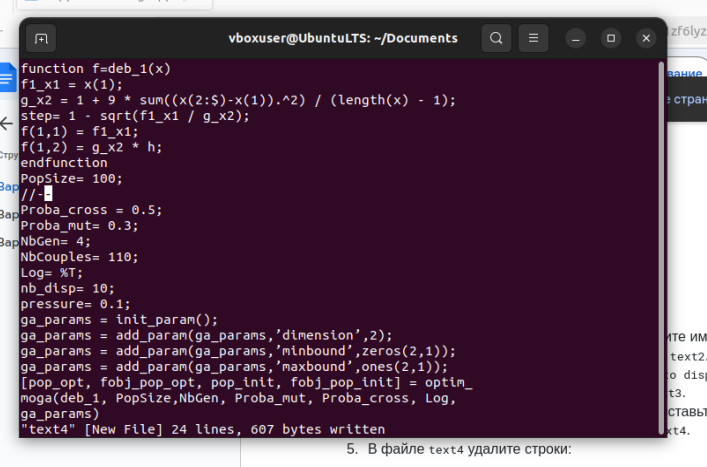 vboxuser@UbuntuLTS: ~/Documents
function f=deb_1(x)
f1_x1 = x(1);
g_x2 = 1 + 9 * sum((x(2:$)-x(1)).^2) / (length(x) - 1);
step= 1 - sqrt(f1_x1 / g_x2);
f(1,1) = f1_x1;
f(1,2) = g_x2 * h;
endfunction
PopSize= 100;
//--
Proba_cross = 0.5;
Proba_mut= 0.3;
NbGen= 4;
NbCouples= 110;
Log= %T;
nb_disp= 10;
pressure= 0.1;
ga_params = init_param();
ga_params = add_param(ga_params,’dimension’,2);
ga_params = add_param(ga_params,’minbound’,zeros(2,1));
ga_params = add_param(ga_params,’maxbound’,ones(2,1));
[pop_opt, fobj_pop_opt, pop_init, fobj_pop_init] = optim_
moga(deb_1, PopSize,NbGen, Proba_mut, Proba_cross, Log,
ga_params)
"text4" [New File] 24 lines, 607 bytes written
zf6lyz
вание
е стран
Стру
Вар
Вар
Вар
ите им
text2.
to disp
t3.
ставьт
xt4.
5. В файле text4 удалите строки: